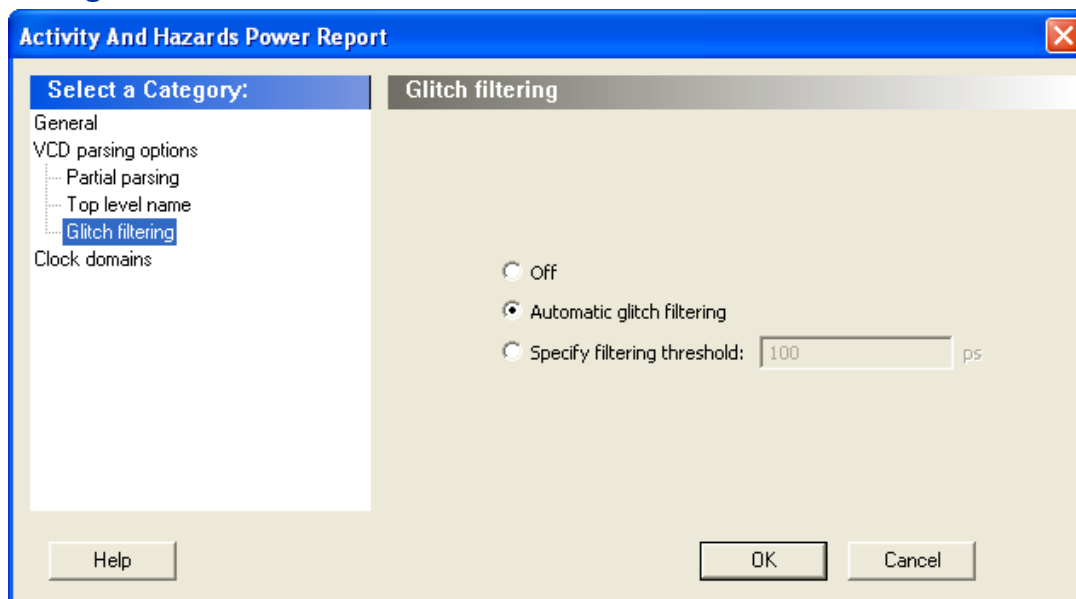 Activity And Hazards Power Report
Select a Category:
General
VCD parsing options
Partial parsing
Top level name
Glitch filtering
Clock domains
Glitch filtering
Off
Automatic glitch filtering
Specify filtering threshold: 100 ps
Help
OK
Cancel